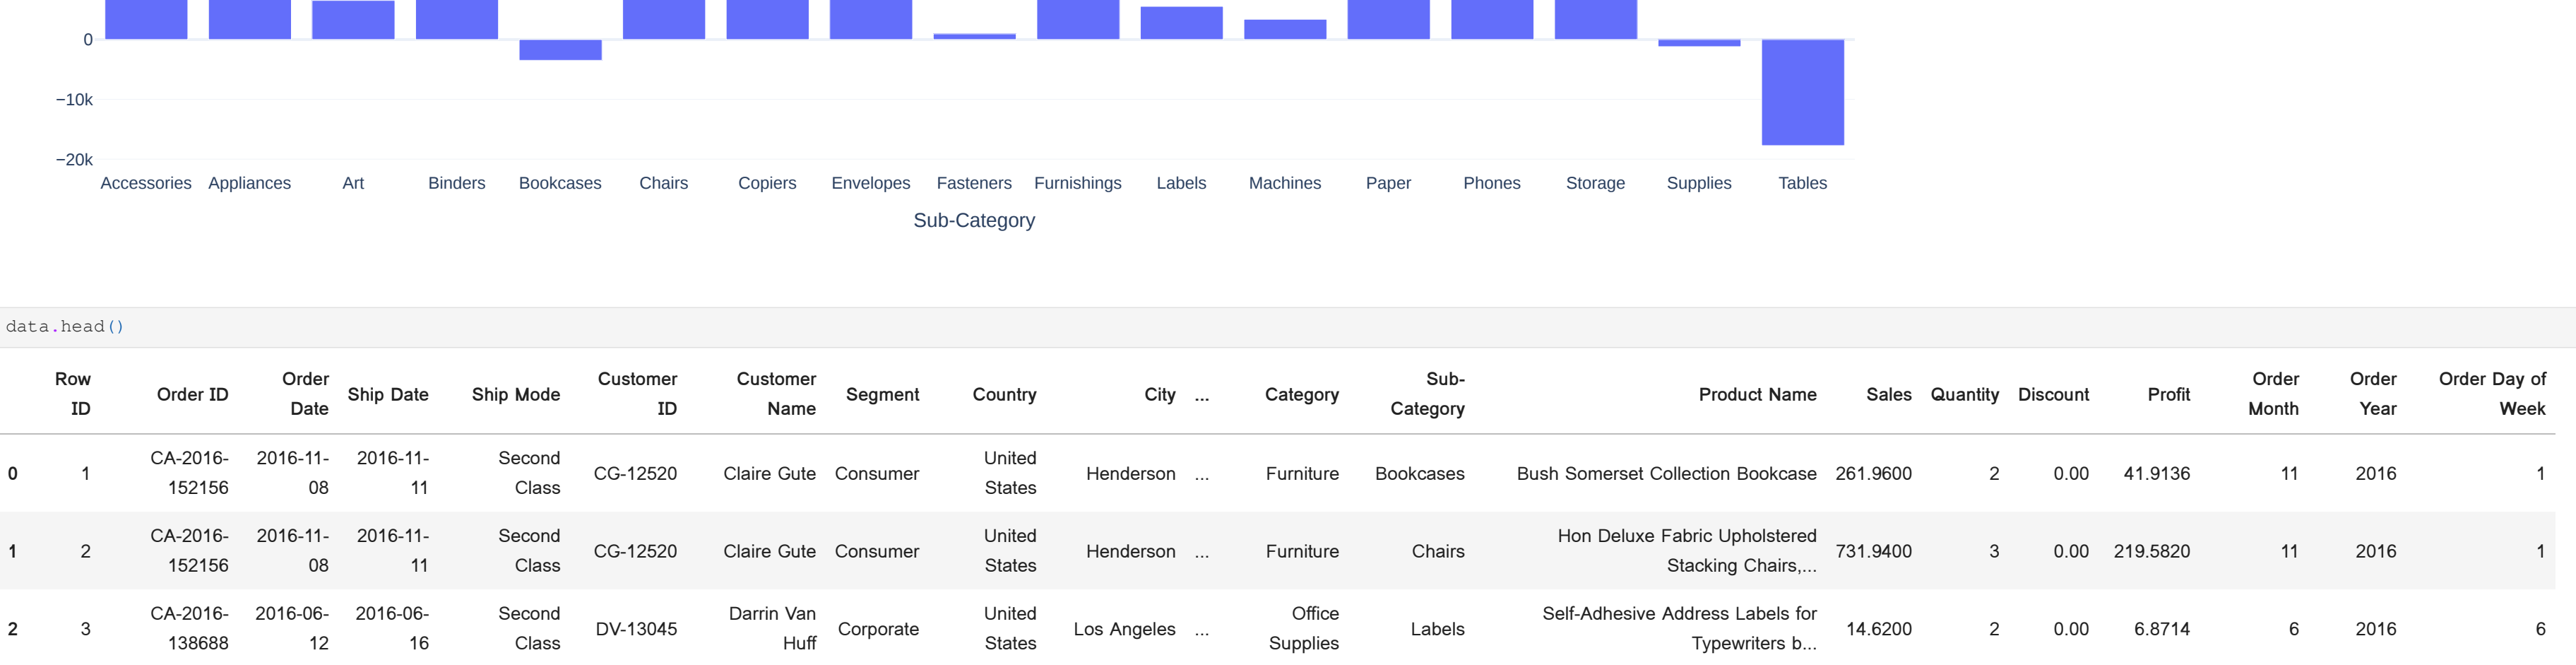 0
−10k
−20k
Accessories Appliances Art Binders Bookcases Chairs Copiers Envelopes Fasteners Furnishings Labels Machines Paper Phones Storage Supplies Tables
Sub-Category
data.head()
Row ID Order ID Order Date Ship Date Ship Mode Customer ID Customer Name Segment Country City ... Category Sub-Category Product Name Sales Quantity Discount Profit Order Month Order Year Order Day of Week
0 1 CA-2016-152156 2016-11-08 2016-11-11 Second Class CG-12520 Claire Gute Consumer United States Henderson ... Furniture Bookcases Bush Somerset Collection Bookcase 261.9600 2 0.00 41.9136 11 2016 1
1 2 CA-2016-152156 2016-11-08 2016-11-11 Second Class CG-12520 Claire Gute Consumer United States Henderson ... Furniture Chairs Hon Deluxe Fabric Upholstered Stacking Chairs,... 731.9400 3 0.00 219.5820 11 2016 1
2 3 CA-2016-138688 2016-06-12 2016-06-16 Second Class DV-13045 Darrin Van Huff Corporate United States Los Angeles ... Office Supplies Labels Self-Adhesive Address Labels for Typewriters b... 14.6200 2 0.00 6.8714 6 2016 6